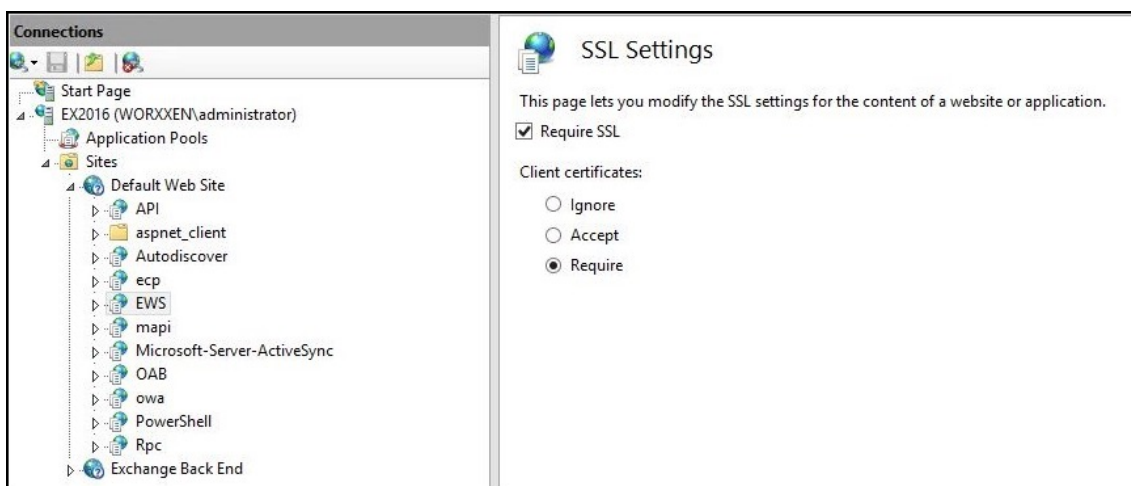 Connections
Start Page
EX2016 (WORXXEN\administrator)
Application Pools
Sites
Default Web Site
API
aspnet_client
Autodiscover
ecp
EWS
mapi
Microsoft-Server-ActiveSync
OAB
owa
PowerShell
Rpc
Exchange Back End
SSL Settings
This page lets you modify the SSL settings for the content of a website or application.
Require SSL
Client certificates:
Ignore
Accept
Require